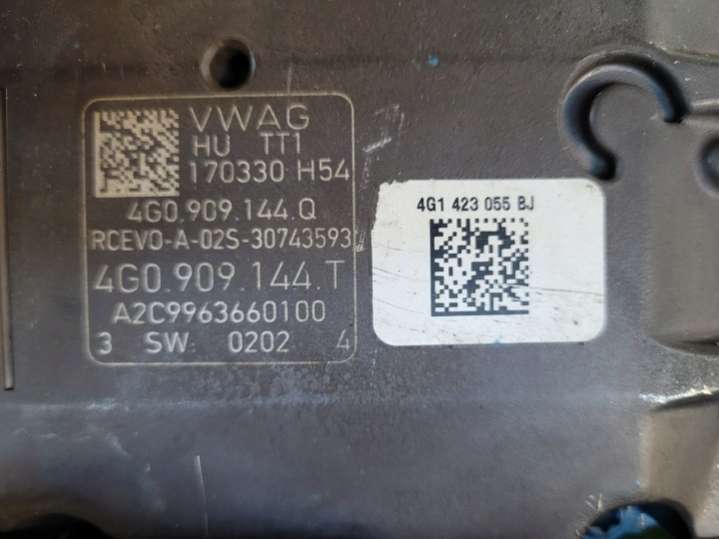 VWAG
HU TT1
170330 H54
4G0.909.144.Q
RCEVO-A-02S-30743593
4G0.909.144.T
A2C9963660100
3 SW: 0202 4
4G1 423 055 BJ